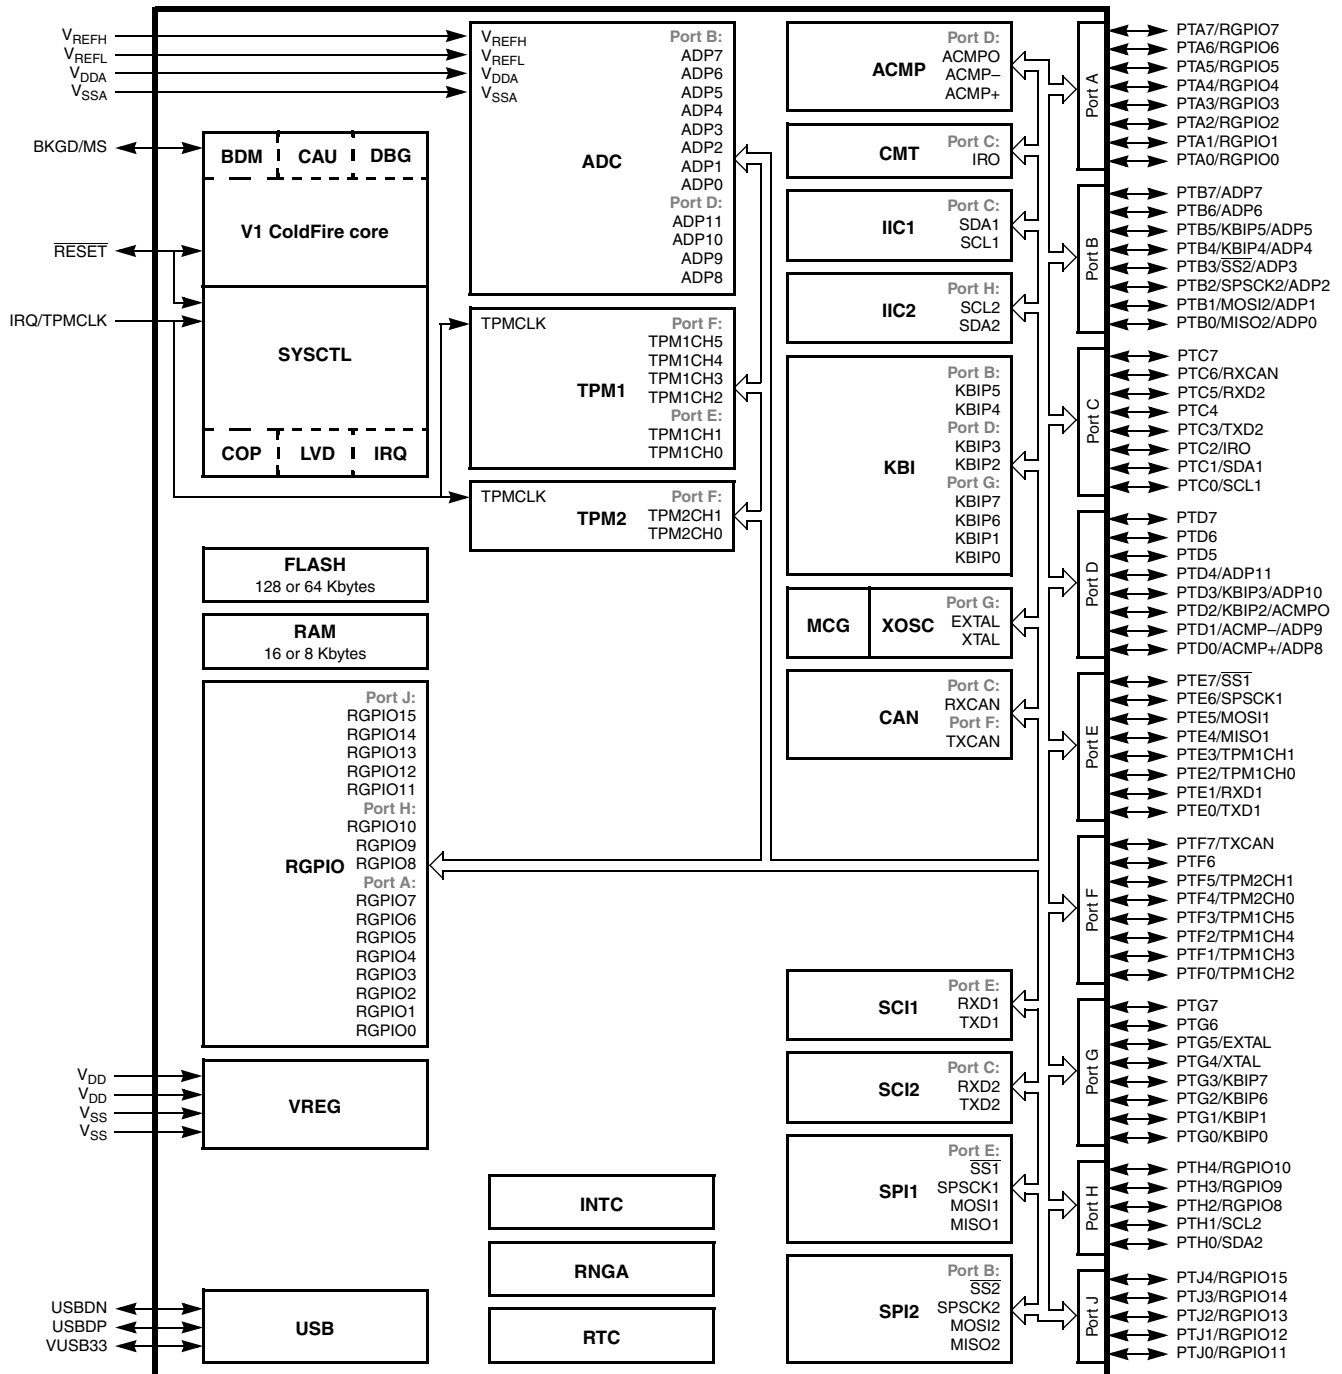 VREFH
VREFL
VDDA
VSSA
BKGD/MS
RESET
IRQ/TPMCLK
BDM CAU DBG
V1 ColdFire core
SYSCTL
COP LVD IRQ
FLASH
128 or 64 Kbytes
RAM
16 or 8 Kbytes
RGPIO
Port J:
RGPIO15
RGPIO14
RGPIO13
RGPIO12
RGPIO11
Port H:
RGPIO10
RGPIO9
RGPIO8
Port A:
RGPIO7
RGPIO6
RGPIO5
RGPIO4
RGPIO3
RGPIO2
RGPIO1
RGPIO0
VDD
VDD
VSS
VSS
VREG
USBDN
USBDP
VUSB33
USB
VREFH
VREFL
VDDA
VSSA
ADC
Port B:
ADP7
ADP6
ADP5
ADP4
ADP3
ADP2
ADP1
ADP0
Port D:
ADP11
ADP10
ADP9
ADP8
TPMCLK
TPM1
Port F:
TPM1CH5
TPM1CH4
TPM1CH3
TPM1CH2
Port E:
TPM1CH1
TPM1CH0
TPMCLK
TPM2
Port F:
TPM2CH1
TPM2CH0
INTC
RNGA
RTC
ACMP
Port D:
ACMPO
ACMP–
ACMP+
CMT
Port C:
IRO
IIC1
Port C:
SDA1
SCL1
IIC2
Port H:
SCL2
SDA2
KBI
Port B:
KBIP5
KBIP4
Port D:
KBIP3
KBIP2
Port G:
KBIP7
KBIP6
KBIP1
KBIP0
MCG
XOSC
Port G:
EXTAL
XTAL
CAN
Port C:
RXCAN
Port F:
TXCAN
SCI1
Port E:
RXD1
TXD1
SCI2
Port C:
RXD2
TXD2
SPI1
Port E:
SS1
SPSCK1
MOSI1
MISO1
SPI2
Port B:
SS2
SPSCK2
MOSI2
MISO2
Port A
PTA7/RGPIO7
PTA6/RGPIO6
PTA5/RGPIO5
PTA4/RGPIO4
PTA3/RGPIO3
PTA2/RGPIO2
PTA1/RGPIO1
PTA0/RGPIO0
Port B
PTB7/ADP7
PTB6/ADP6
PTB5/KBIP5/ADP5
PTB4/KBIP4/ADP4
PTB3/SS2/ADP3
PTB2/SPSCK2/ADP2
PTB1/MOSI2/ADP1
PTB0/MISO2/ADP0
Port C
PTC7
PTC6/RXCAN
PTC5/RXD2
PTC4
PTC3/TXD2
PTC2/IRO
PTC1/SDA1
PTC0/SCL1
Port D
PTD7
PTD6
PTD5
PTD4/ADP11
PTD3/KBIP3/ADP10
PTD2/KBIP2/ACMPO
PTD1/ACMP–/ADP9
PTD0/ACMP+/ADP8
Port E
PTE7/SS1
PTE6/SPSCK1
PTE5/MOSI1
PTE4/MISO1
PTE3/TPM1CH1
PTE2/TPM1CH0
PTE1/RXD1
PTE0/TXD1
Port F
PTF7/TXCAN
PTF6
PTF5/TPM2CH1
PTF4/TPM2CH0
PTF3/TPM1CH5
PTF2/TPM1CH4
PTF1/TPM1CH3
PTF0/TPM1CH2
Port G
PTG7
PTG6
PTG5/EXTAL
PTG4/XTAL
PTG3/KBIP7
PTG2/KBIP6
PTG1/KBIP1
PTG0/KBIP0
Port H
PTH4/RGPIO10
PTH3/RGPIO9
PTH2/RGPIO8
PTH1/SCL2
PTH0/SDA2
Port J
PTJ4/RGPIO15
PTJ3/RGPIO14
PTJ2/RGPIO13
PTJ1/RGPIO12
PTJ0/RGPIO11